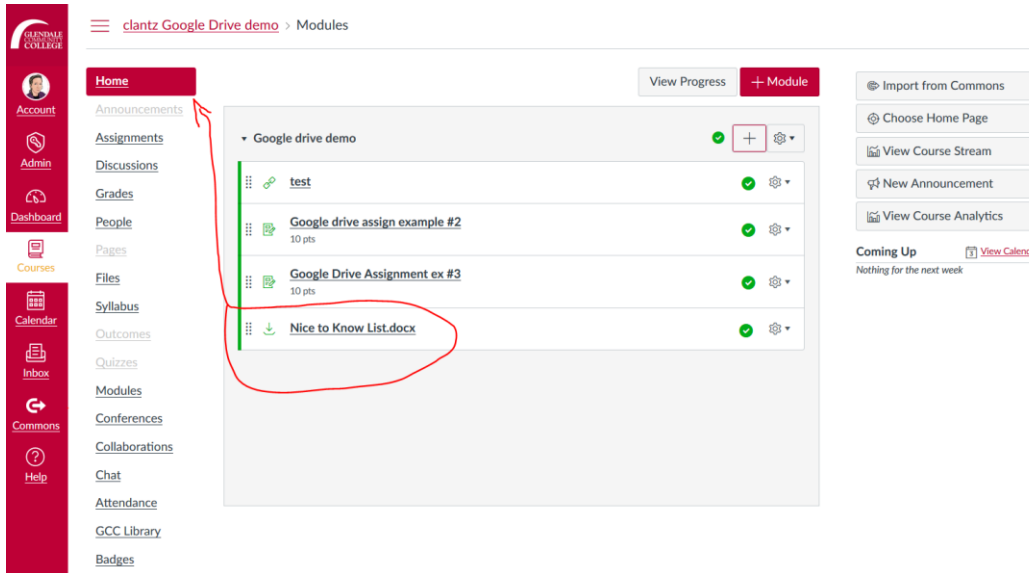 GLENDALE
COMMUNITY
COLLEGE
clantz Google Drive demo > Modules
Account
Admin
Dashboard
Courses
Calendar
Inbox
Commons
Help
Home
Announcements
Assignments
Discussions
Grades
People
Pages
Files
Syllabus
Outcomes
Quizzes
Modules
Conferences
Collaborations
Chat
Attendance
GCC Library
Badges
View Progress
+ Module
Google drive demo
test
Google drive assign example #2
10 pts
Google Drive Assignment ex #3
10 pts
Nice to Know List.docx
Import from Commons
Choose Home Page
View Course Stream
New Announcement
View Course Analytics
Coming Up
3 View Calend
Nothing for the next week